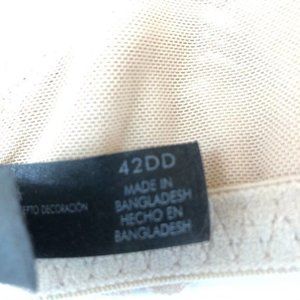 42DD
EPTO DECORACIÓN
MADE IN
BANGLADESH
HECHO EN
BANGLADESH